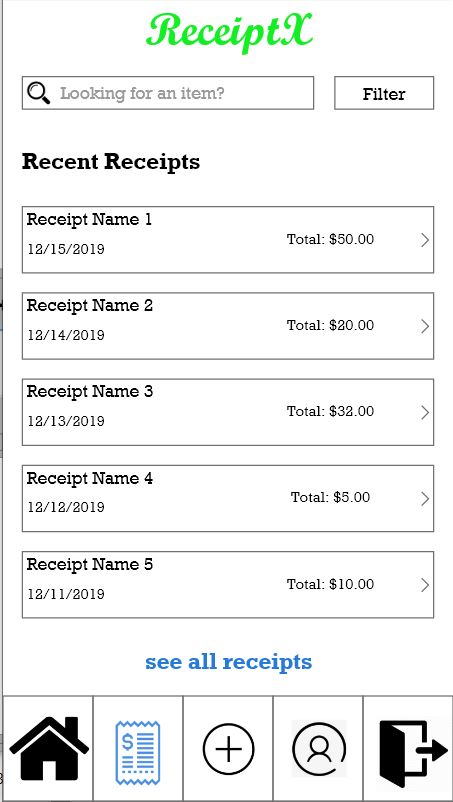 ReceiptX
Looking for an item?
Filter
Recent Receipts
Receipt Name 1
12/15/2019
Total: $50.00
Receipt Name 2
12/14/2019
Total: $20.00
Receipt Name 3
12/13/2019
Total: $32.00
Receipt Name 4
12/12/2019
Total: $5.00
Receipt Name 5
12/11/2019
Total: $10.00
see all receipts
$